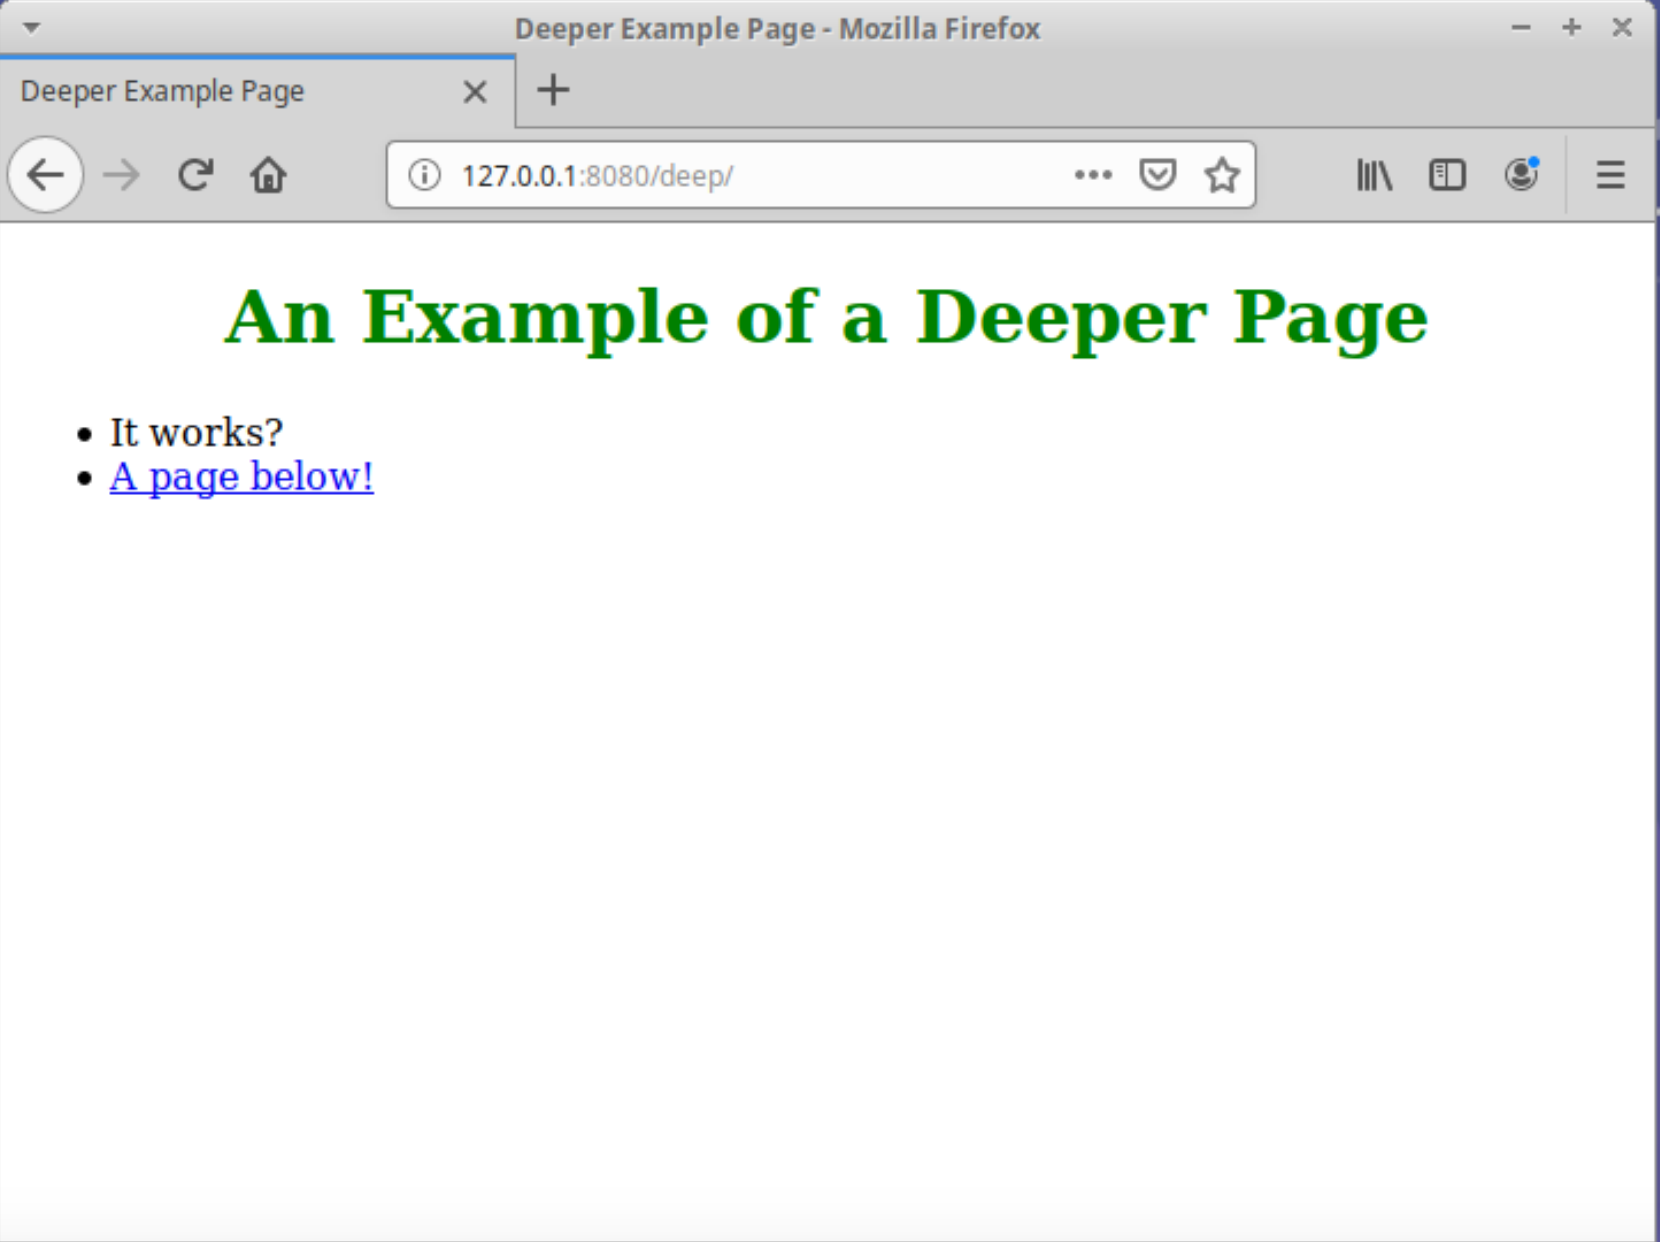 Deeper Example Page - Mozilla Firefox
Deeper Example Page
127.0.0.1:8080/deep/
An Example of a Deeper Page
It works?
A page below!